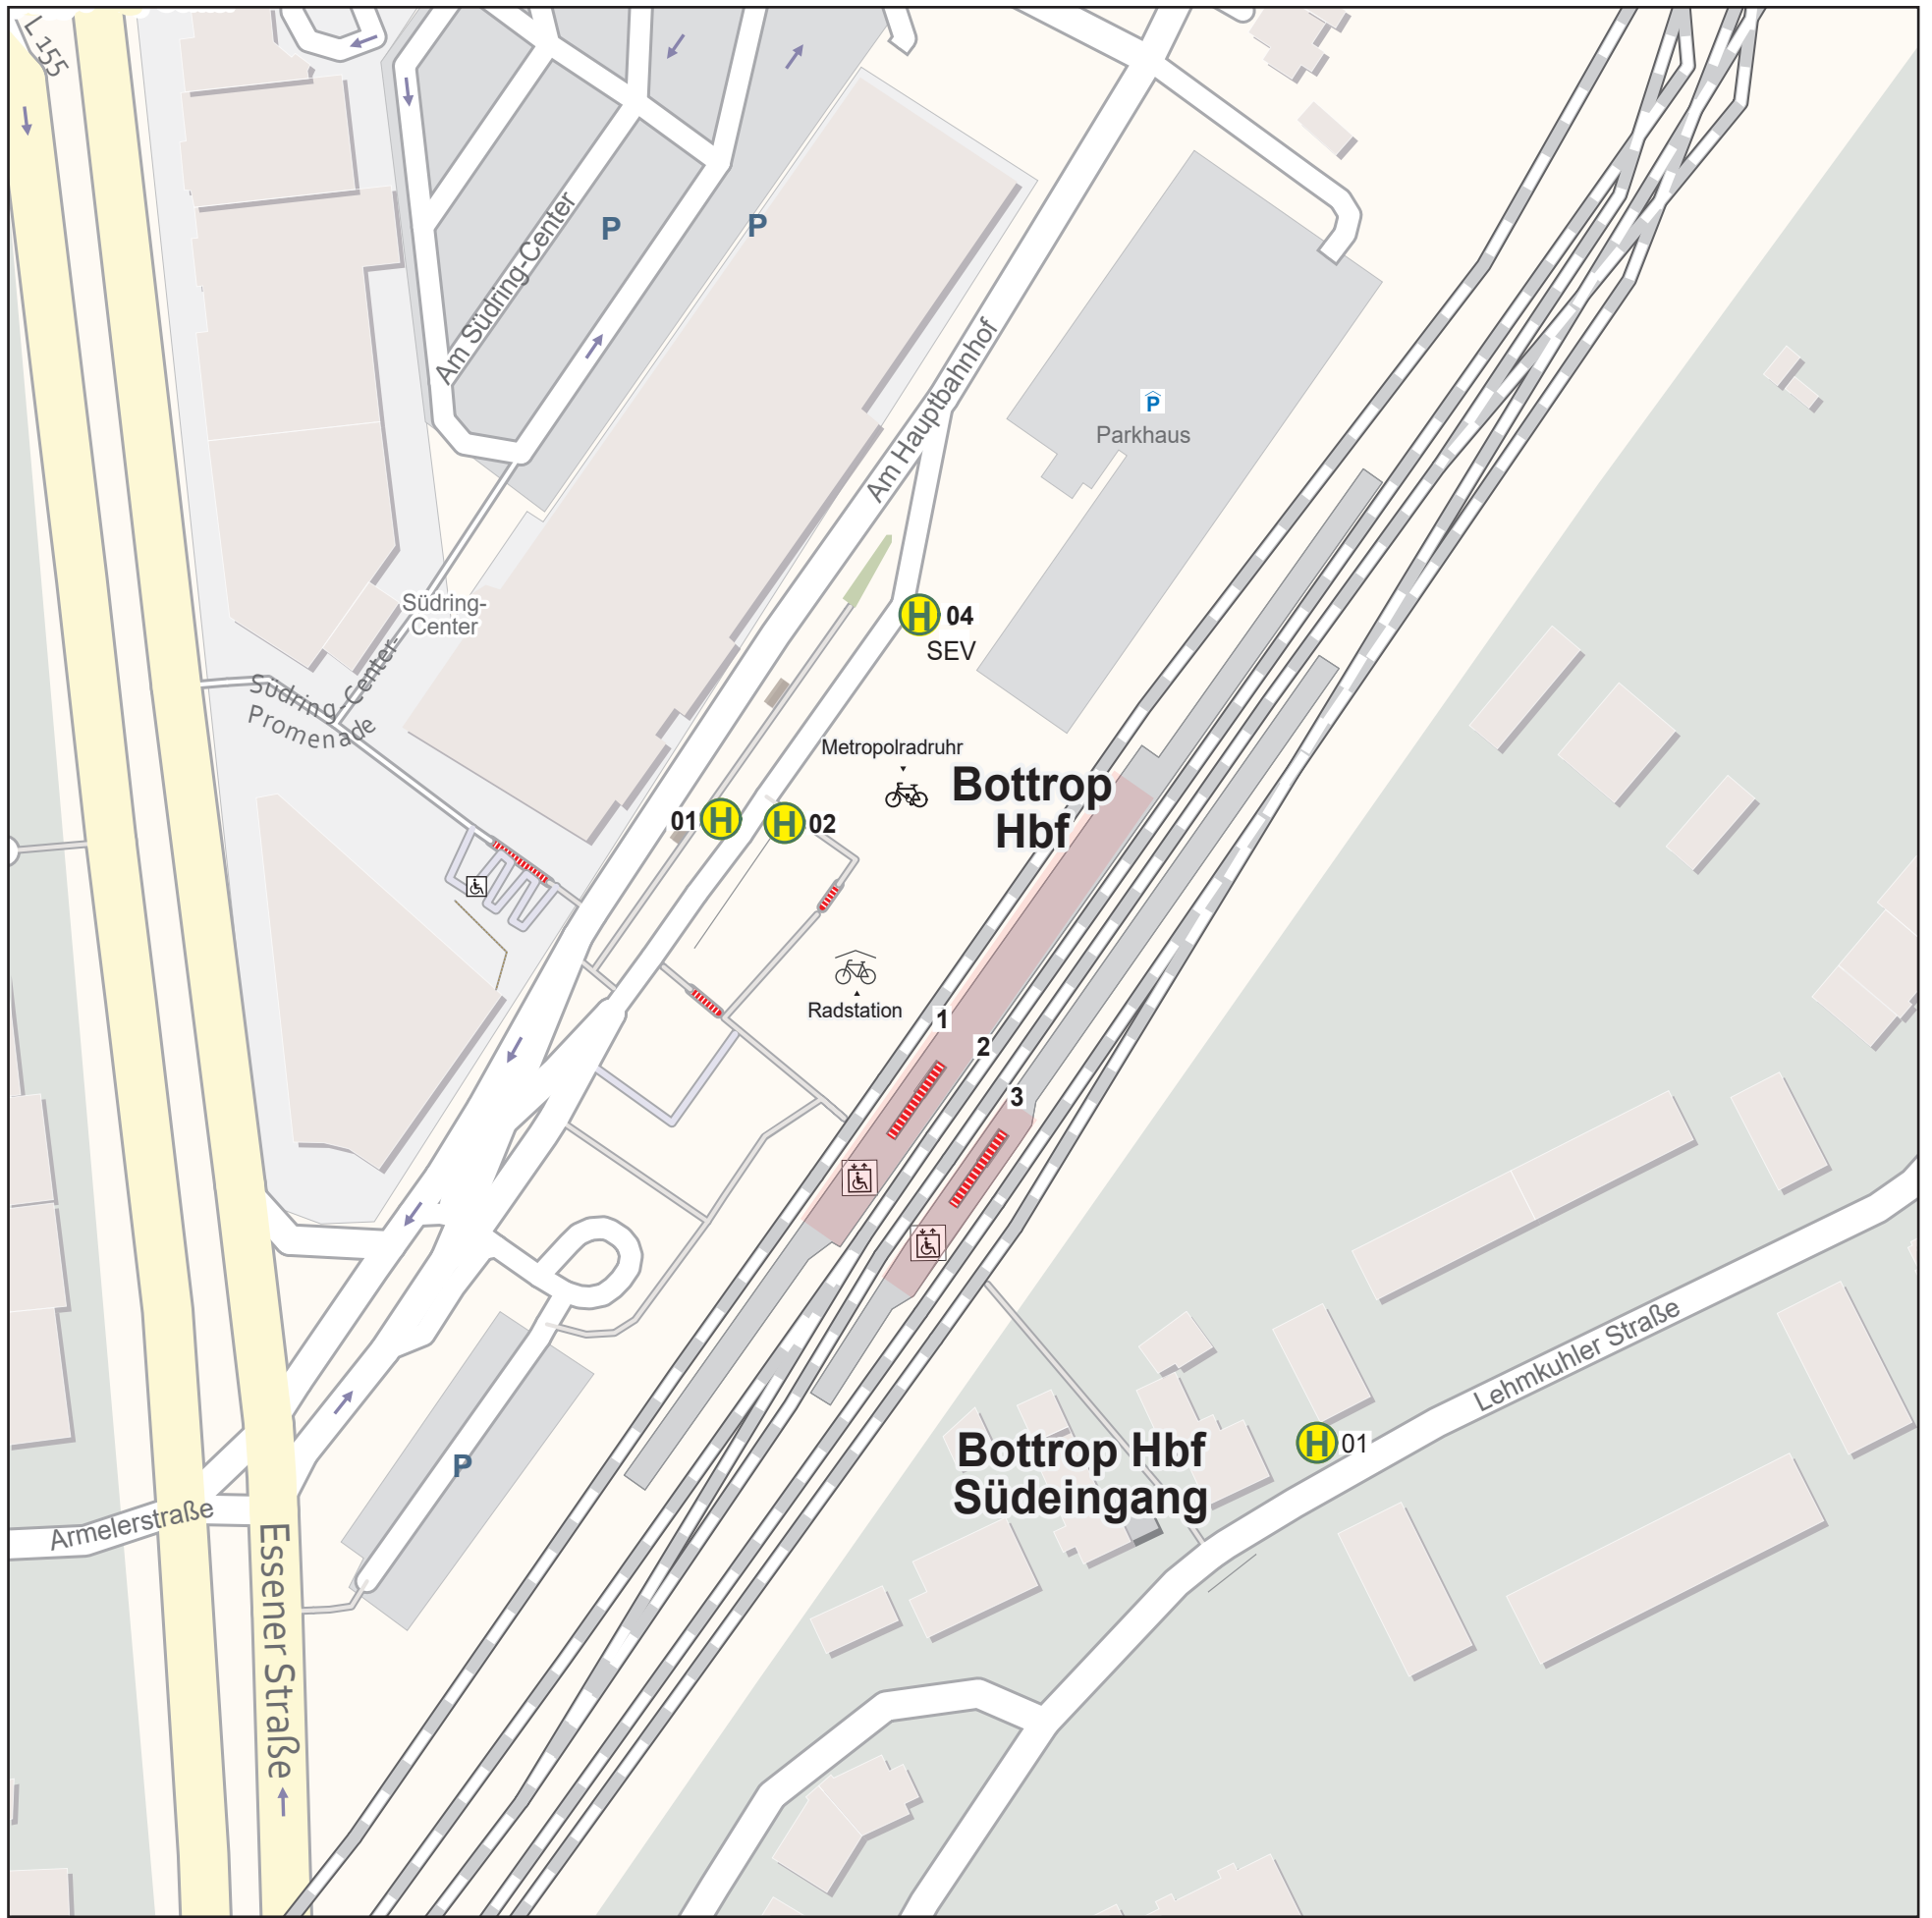 L 155
P
P
Am Südring-Center
Am Hauptbahnhof
P
Parkhaus
Südring-
Center
H 04
SEV
Südring-Center-
Promenade
Metropolradruhr
Bottrop
Hbf
01 H
H 02
Radstation
1
2
3
Lehmkuhler Straße
H 01
Bottrop Hbf
Südeingang
P
Armelerstraße
Essener Straße